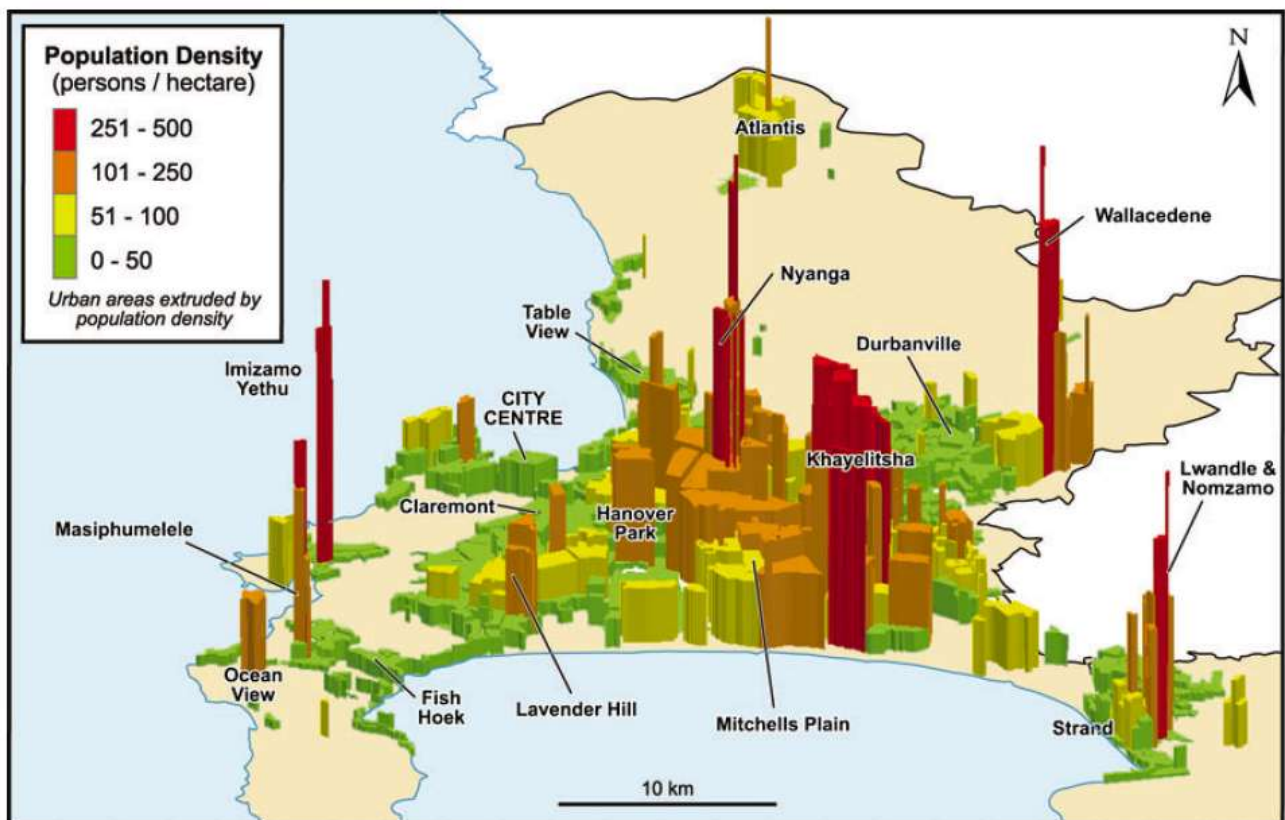 Population Density
(persons / hectare)
251 - 500
101 - 250
51 - 100
0 - 50
Urban areas extruded by
population density
N
Atlantis
Wallacedene
Nyanga
Table
View
Durbanville
Imizamo
Yethu
CITY
CENTRE
Khayelitsha
Lwandle &
Nomzamo
Claremont
Hanover
Park
Masiphumelele
Ocean
View
Fish
Hoek
Lavender Hill
Mitchells Plain
Strand
10 km